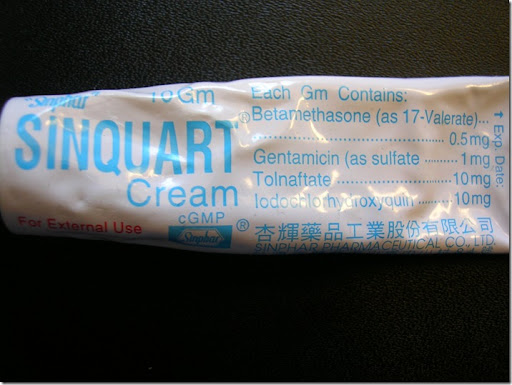 Sinphar 10Gm
SINQUART®
Cream
cGMP
For External Use
Sinphar ®
Each Gm Contains:
Betamethasone (as 17-Valerate)...
............................ 0.5mg
Gentamicin (as sulfate .......... 1mg
Tolnaftate .................... 10mg
Iodochlorhydroxyquin .......... 10mg
杏輝藥品工業股份有限公司
SINPHAR PHARMACEUTICAL CO., LTD.
Exp. Date: